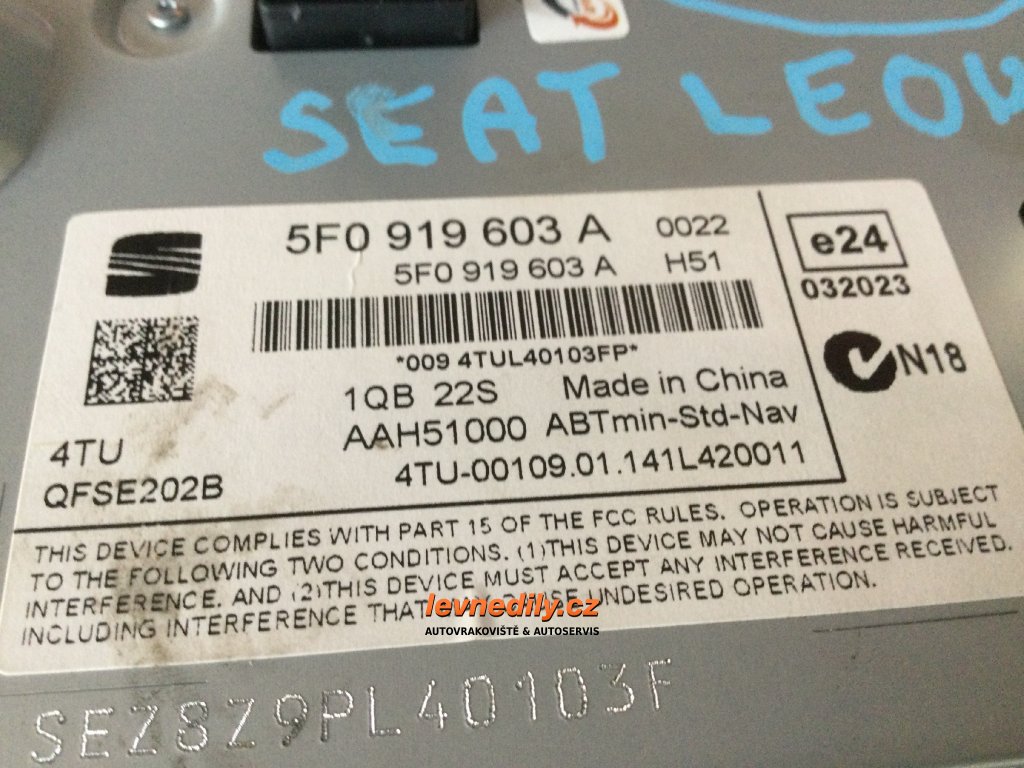 SEAT LEON
5F0 919 603 A 0022
5F0 919 603 A H51
e24
032023
*009 4TUL40103FP*
N18
1QB 22S Made in China
AAH51000 ABTmin-Std-Nav
4TU
4TU-00109.01.141L420011
QFSE202B
THIS DEVICE COMPLIES WITH PART 15 OF THE FCC RULES. OPERATION IS SUBJECT
TO THE FOLLOWING TWO CONDITIONS. (1)THIS DEVICE MAY NOT CAUSE HARMFUL
INTERFERENCE. AND (2)THIS DEVICE MUST ACCEPT ANY INTERFERENCE RECEIVED.
INCLUDING INTERFERENCE THAT UNDESIRED OPERATION.
levnedily.cz
AUTOVRAKOVIŠTĚ & AUTOSERVIS
SEZ8Z9PL40103F